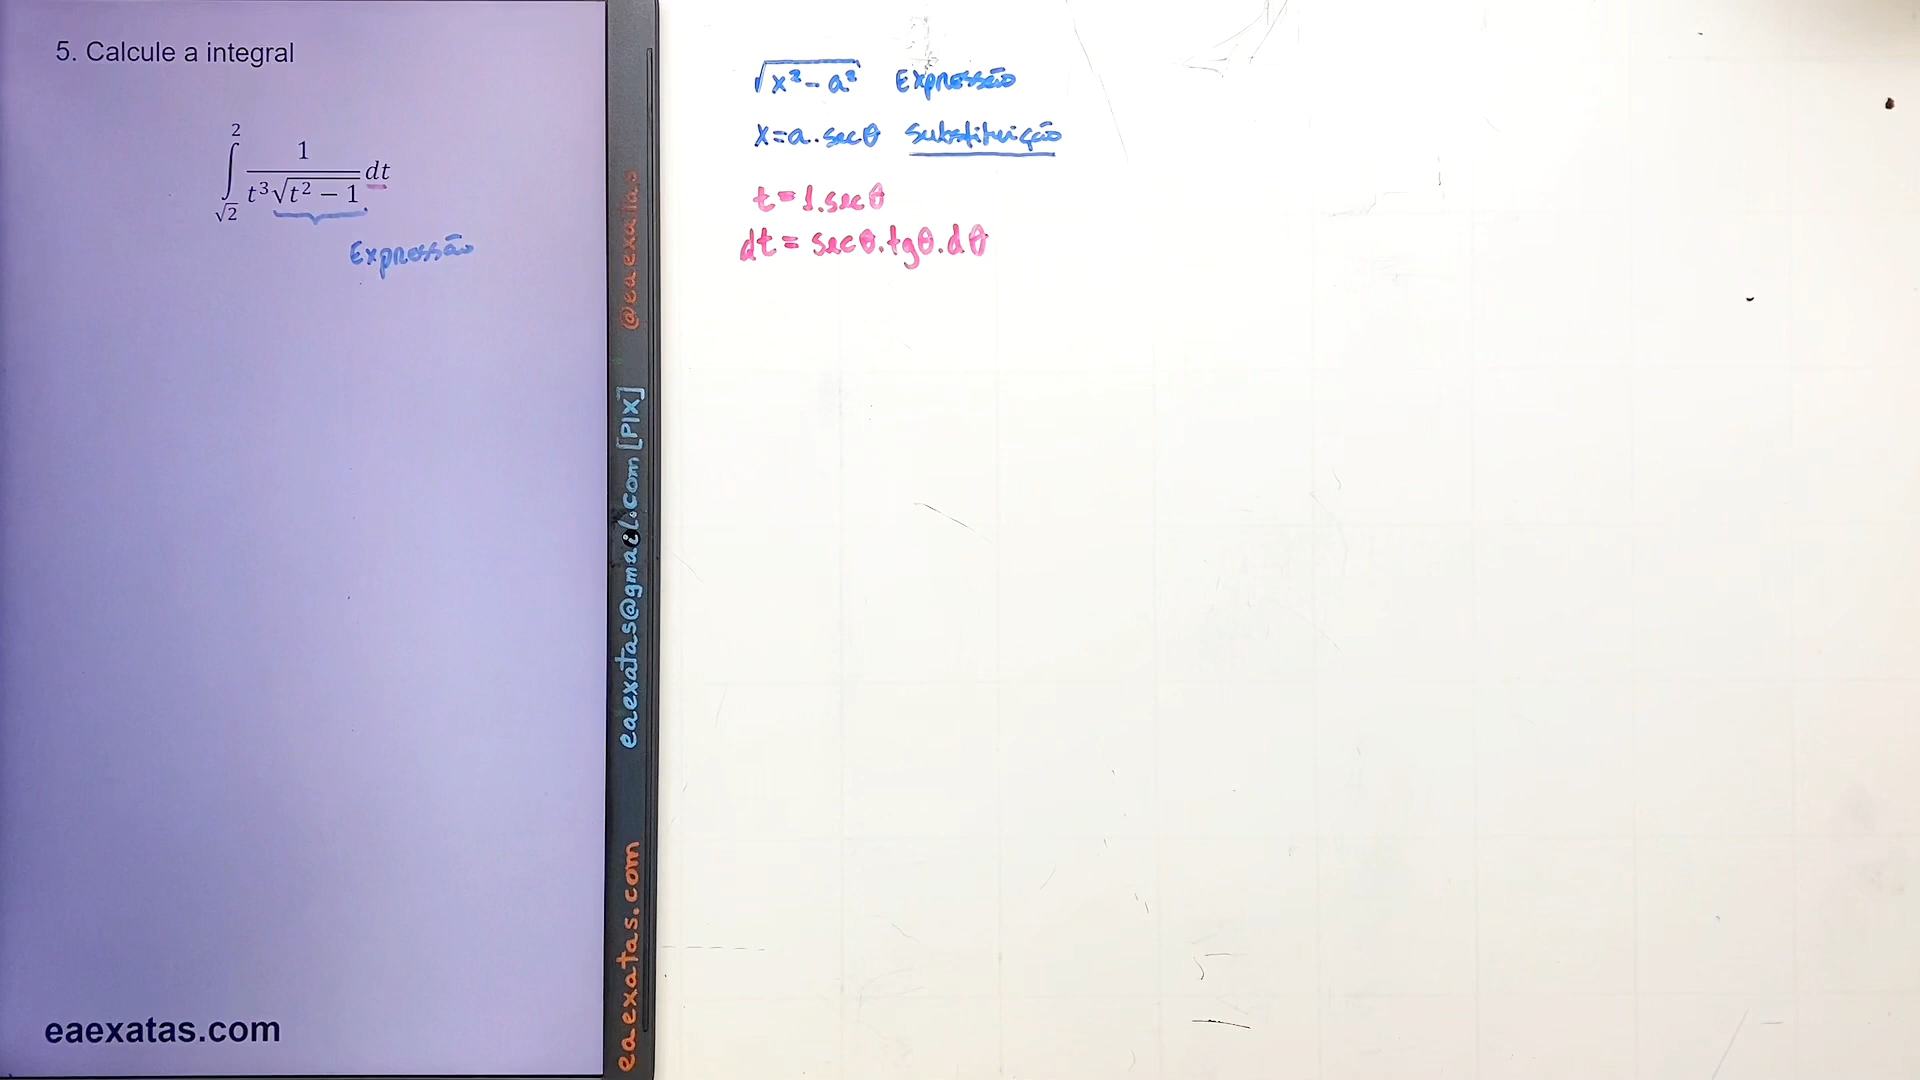 5. Calcule a integral
2
∫ 1 / t³√(t² − 1) dt
√2
Expressão
eaexatas.com
@eaexatas
eaexatas@gmail.com [PIX]
eaexatas.com
√(x² − a²) Expressão
x = a.secθ substituição
t = 1.secθ
dt = secθ.tgθ.dθ